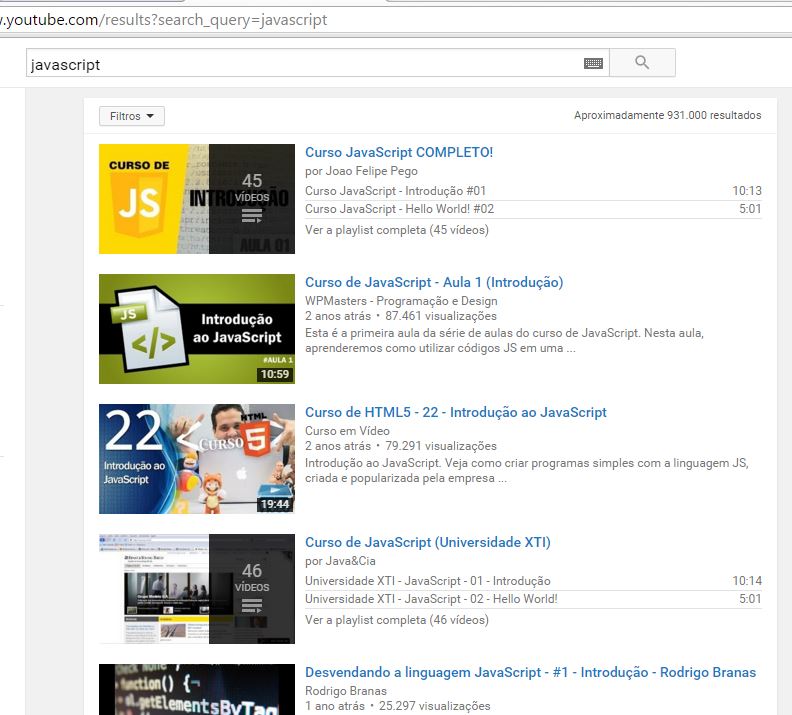 .youtube.com/results?search_query=javascript
javascript
Filtros
Aproximadamente 931.000 resultados
CURSO DE
JS
INTRODUÇÃO
AULA 01
45
VÍDEOS
Curso JavaScript COMPLETO!
por Joao Felipe Pego
Curso JavaScript - Introdução #01 10:13
Curso JavaScript - Hello World! #02 5:01
Ver a playlist completa (45 vídeos)
JS
</>
Introdução
ao JavaScript
#AULA 1
10:59
Curso de JavaScript - Aula 1 (Introdução)
WPMasters - Programação e Design
2 anos atrás • 87.461 visualizações
Esta é a primeira aula da série de aulas do curso de JavaScript. Nesta aula,
aprenderemos como utilizar códigos JS em uma ...
22
Introdução ao
JavaScript
HTML
CURSO
5
19:44
Curso de HTML5 - 22 - Introdução ao JavaScript
Curso em Vídeo
2 anos atrás • 79.291 visualizações
Introdução ao JavaScript. Veja como criar programas simples com a linguagem JS,
criada e popularizada pela empresa ...
46
VÍDEOS
Curso de JavaScript (Universidade XTI)
por Java&Cia
Universidade XTI - JavaScript - 01 - Introdução 10:14
Universidade XTI - JavaScript - 02 - Hello World! 5:01
Ver a playlist completa (46 vídeos)
function() {
.getElementsByTag
Desvendando a linguagem JavaScript - #1 - Introdução - Rodrigo Branas
Rodrigo Branas
1 ano atrás • 25.297 visualizações